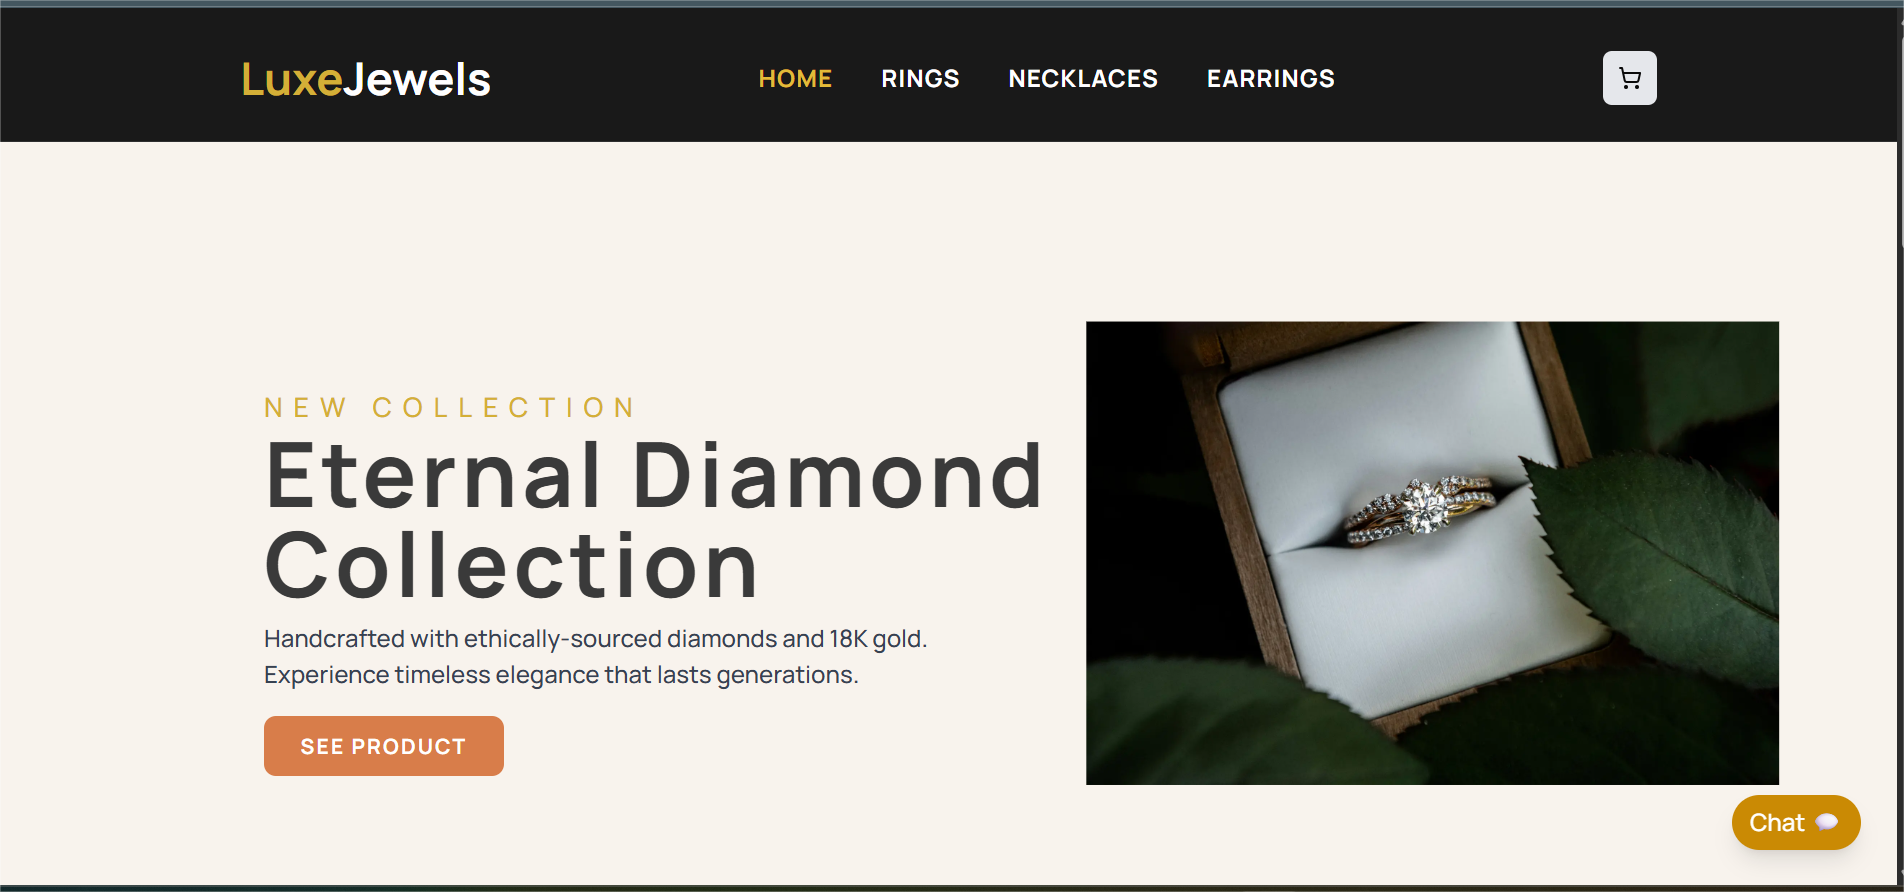 LuxeJewels
HOME RINGS NECKLACES EARRINGS
NEW COLLECTION
Eternal Diamond
Collection
Handcrafted with ethically-sourced diamonds and 18K gold.
Experience timeless elegance that lasts generations.
SEE PRODUCT
Chat